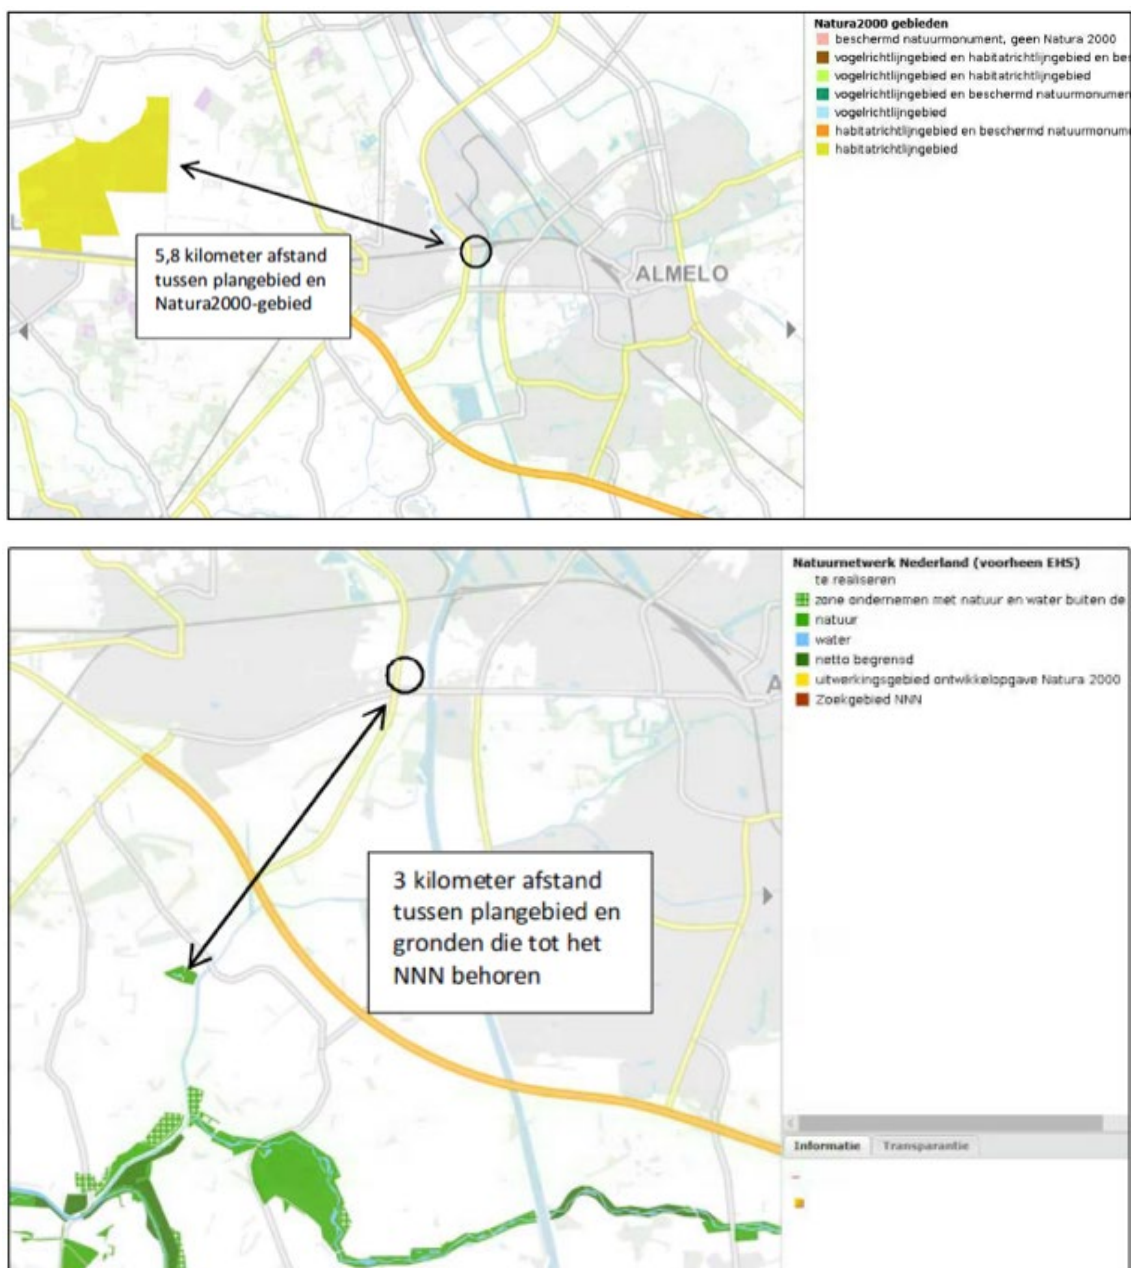 Natura2000 gebieden
beschermd natuurmonument, geen Natura 2000
vogelrichtlijngebied en habitatrichtlijngebied en bes
vogelrichtlijngebied en habitatrichtlijngebied
vogelrichtlijngebied en beschermd natuurmonumen
vogelrichtlijngebied
habitatrichtlijngebied en beschermd natuurmonume
habitatrichtlijngebied
L
5,8 kilometer afstand
tussen plangebied en
Natura2000-gebied
ALMELO
Natuurnetwerk Nederland (voorheen EHS)
te realiseren
zone ondernemen met natuur en water buiten de
natuur
water
netto begrensd
uitwerkingsgebied ontwikkelopgave Natura 2000
Zoekgebied NNN
A
3 kilometer afstand
tussen plangebied en
gronden die tot het
NNN behoren
Informatie Transparantie